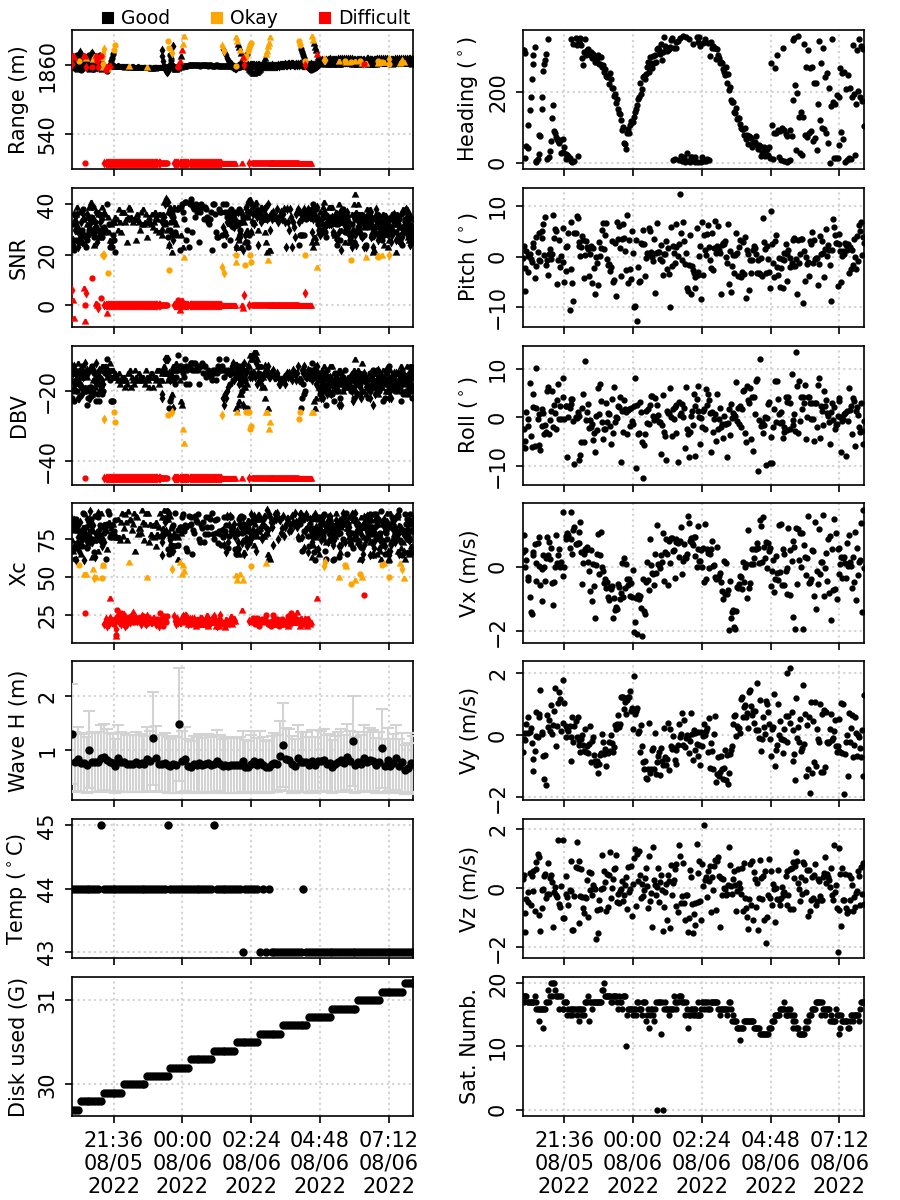 Good Okay Difficult
Range (m)
1860
540
Heading (°)
200
0
SNR
40
20
0
Pitch (°)
10
0
−10
DBV
−20
−40
Roll (°)
10
0
−10
Xc
75
50
25
Vx (m/s)
0
−2
Wave H (m)
2
1
Vy (m/s)
2
0
−2
Temp (°C)
45
44
43
Vz (m/s)
2
0
−2
Disk used (G)
31
30
Sat. Numb.
20
10
0
21:36 00:00 02:24 04:48 07:12
08/05 08/06 08/06 08/06 08/06
2022 2022 2022 2022 2022
21:36 00:00 02:24 04:48 07:12
08/05 08/06 08/06 08/06 08/06
2022 2022 2022 2022 2022